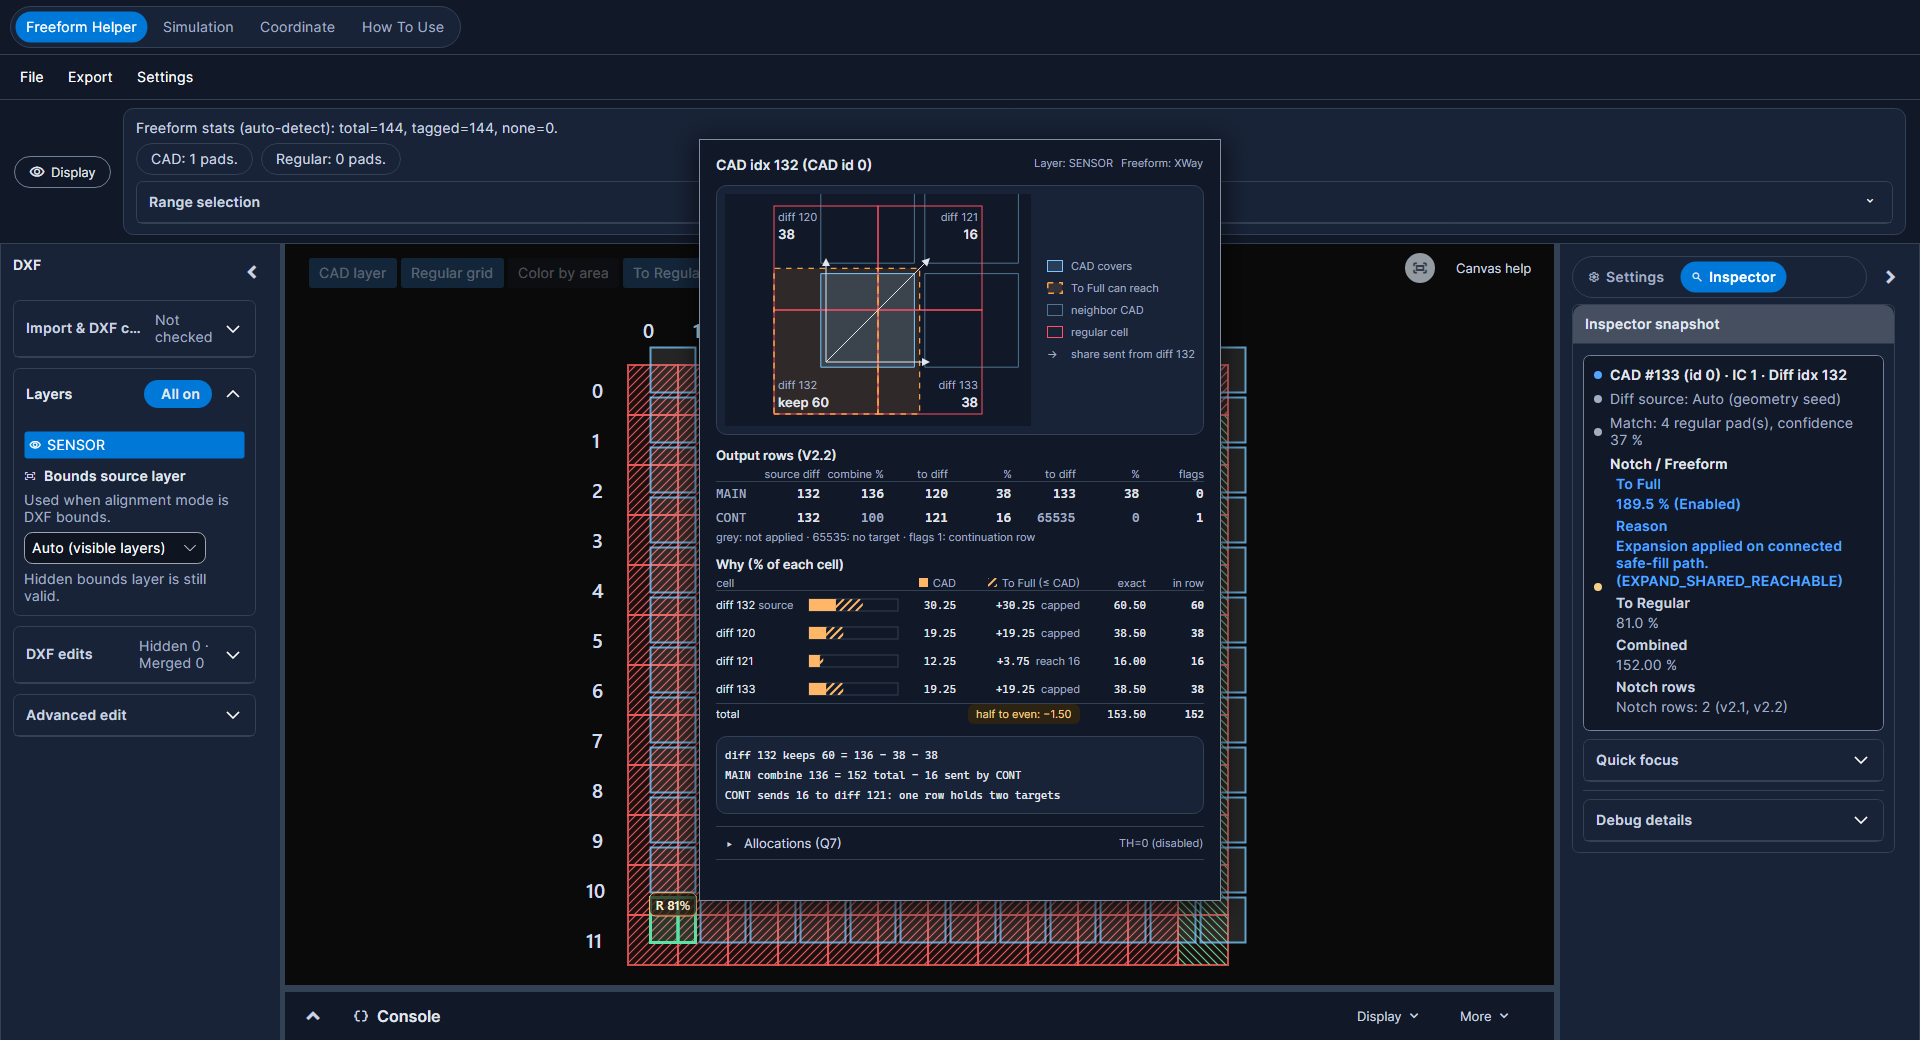 Freeform Helper Simulation Coordinate How To Use
File Export Settings
Display
Freeform stats (auto-detect): total=144, tagged=144, none=0.
CAD: 1 pads. Regular: 0 pads.
Range selection
DXF
Import & DXF c... Not checked
Layers All on
SENSOR
Bounds source layer
Used when alignment mode is
DXF bounds.
Auto (visible layers)
Hidden bounds layer is still
valid.
DXF edits Hidden 0 ·
Merged 0
Advanced edit
CAD layer Regular grid Color by area To Regula
Canvas help
0 1
0
1
2
3
4
5
6
7
8
9
10
11
R 81%
CAD idx 132 (CAD id 0) Layer: SENSOR Freeform: XWay
diff 120 diff 121
38 16
diff 132 diff 133
keep 60 38
CAD covers
To Full can reach
neighbor CAD
regular cell
→ share sent from diff 132
Output rows (V2.2)
source diff combine % to diff % to diff % flags
MAIN 132 136 120 38 133 38 0
CONT 132 100 121 16 65535 0 1
grey: not applied · 65535: no target · flags 1: continuation row
Why (% of each cell)
cell CAD To Full (≤ CAD) exact in row
diff 132 source 30.25 +30.25 capped 60.50 60
diff 120 19.25 +19.25 capped 38.50 38
diff 121 12.25 +3.75 reach 16 16.00 16
diff 133 19.25 +19.25 capped 38.50 38
total half to even: −1.50 153.50 152
diff 132 keeps 60 = 136 − 38 − 38
MAIN combine 136 = 152 total − 16 sent by CONT
CONT sends 16 to diff 121: one row holds two targets
Allocations (Q7) TH=0 (disabled)
Console Display More
Settings Inspector
Inspector snapshot
CAD #133 (id 0) · IC 1 · Diff idx 132
Diff source: Auto (geometry seed)
Match: 4 regular pad(s), confidence
37 %
Notch / Freeform
To Full
189.5 % (Enabled)
Reason
Expansion applied on connected
safe-fill path.
(EXPAND_SHARED_REACHABLE)
To Regular
81.0 %
Combined
152.00 %
Notch rows
Notch rows: 2 (v2.1, v2.2)
Quick focus
Debug details